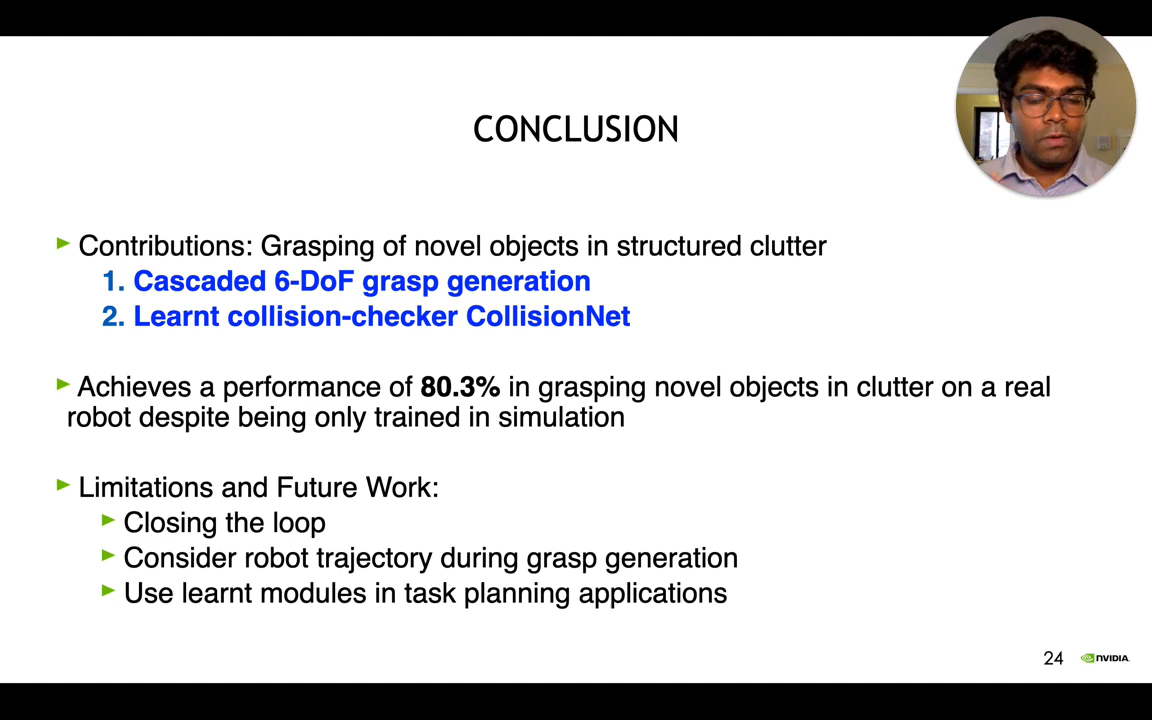 CONCLUSION
Contributions: Grasping of novel objects in structured clutter
1. Cascaded 6-DoF grasp generation
2. Learnt collision-checker CollisionNet
Achieves a performance of 80.3% in grasping novel objects in clutter on a real
robot despite being only trained in simulation
Limitations and Future Work:
Closing the loop
Consider robot trajectory during grasp generation
Use learnt modules in task planning applications
24 NVIDIA.